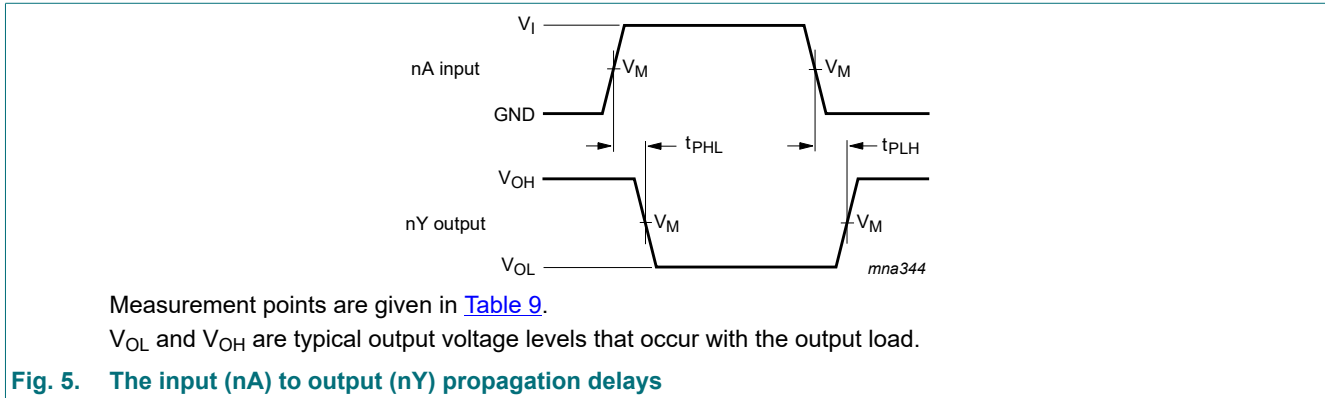 V_I
nA input
V_M
V_M
GND
t_PHL
t_PLH
V_OH
nY output
V_M
V_M
V_OL
mna344
Measurement points are given in Table 9.
V_OL and V_OH are typical output voltage levels that occur with the output load.
Fig. 5. The input (nA) to output (nY) propagation delays